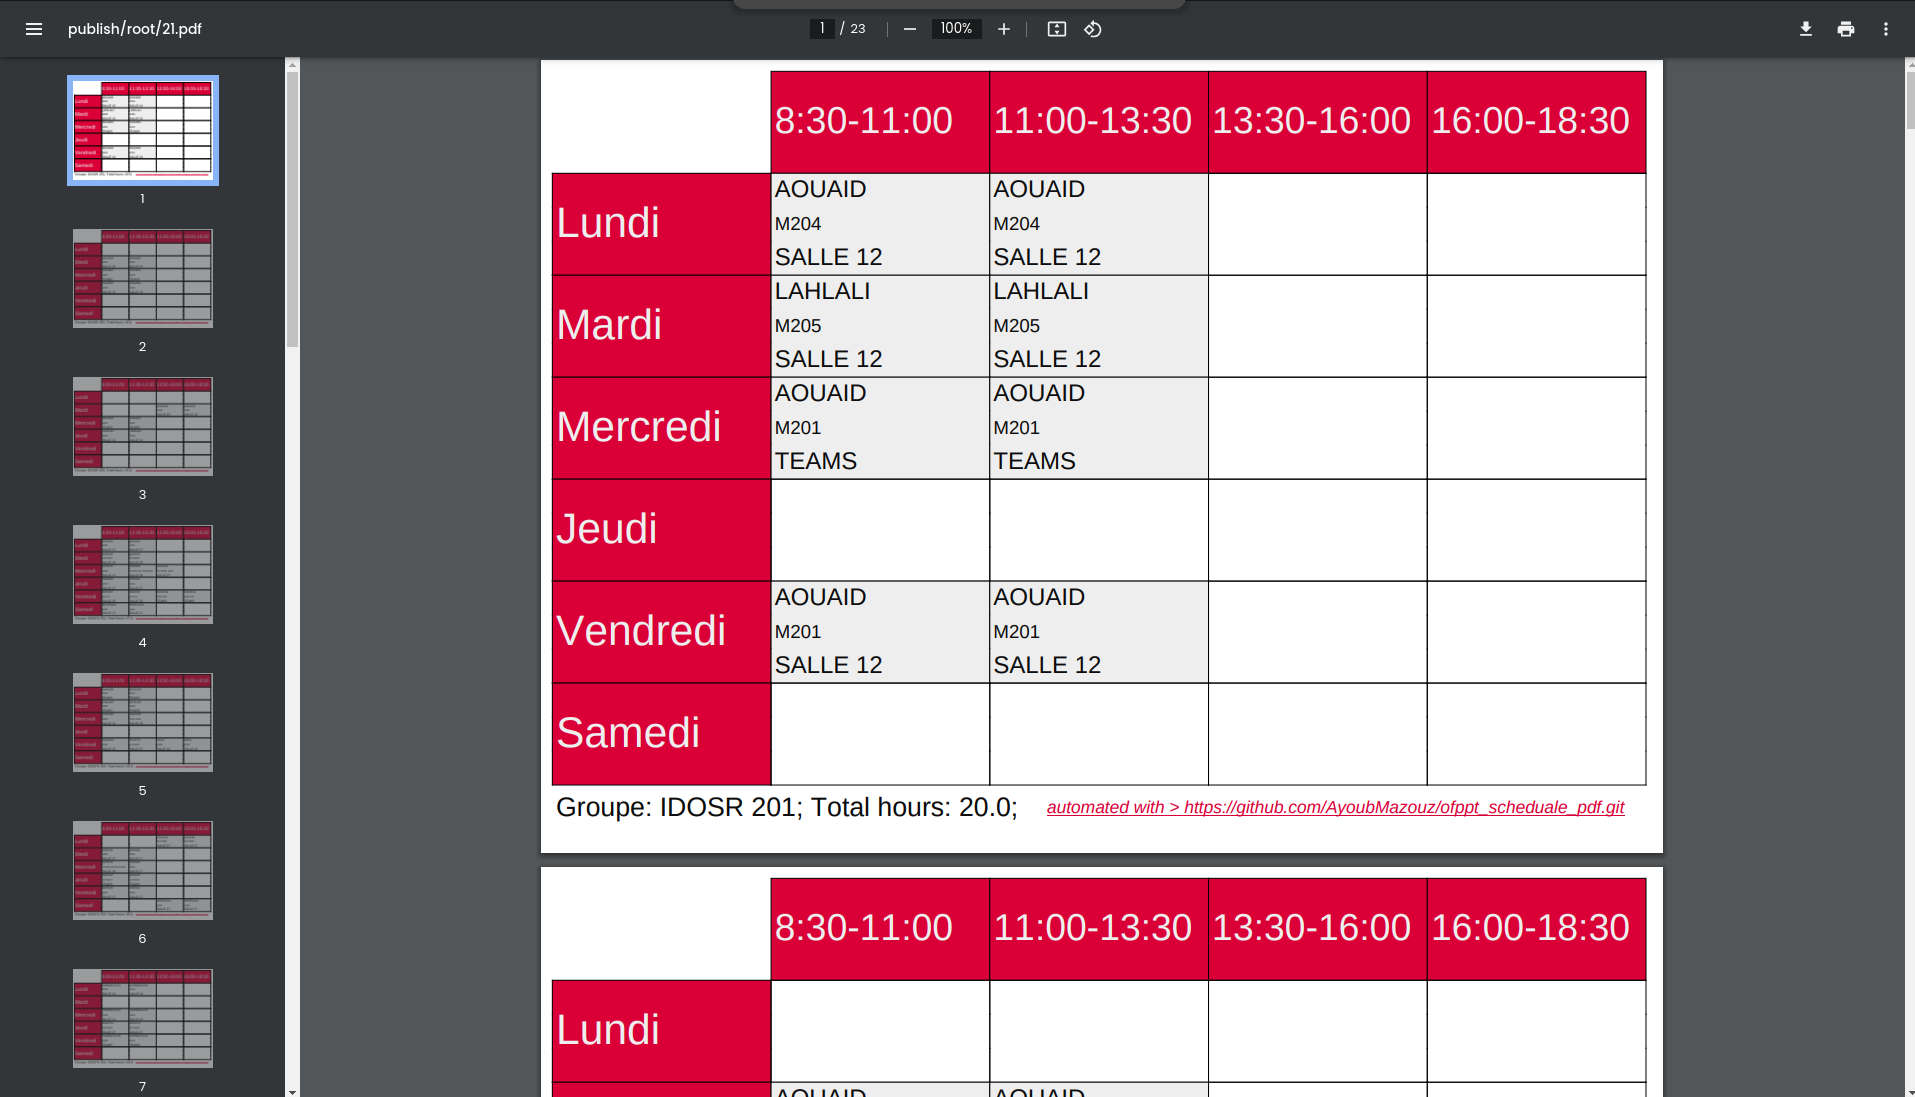 publish/root/21.pdf
1 / 23
100%
8:30-11:00 11:00-13:30 13:30-16:00 16:00-18:30
Lundi
AOUAID AOUAID
M204 M204
SALLE 12 SALLE 12
Mardi
LAHLALI LAHLALI
M205 M205
SALLE 12 SALLE 12
Mercredi
AOUAID AOUAID
M201 M201
TEAMS TEAMS
Jeudi
Vendredi
AOUAID AOUAID
M201 M201
SALLE 12 SALLE 12
Samedi
Groupe: IDOSR 201; Total hours: 20.0; automated with > https://github.com/AyoubMazouz/ofppt_scheduale_pdf.git
8:30-11:00 11:00-13:30 13:30-16:00 16:00-18:30
Lundi
AOUAID AOUAID
1
2
3
4
5
6
7